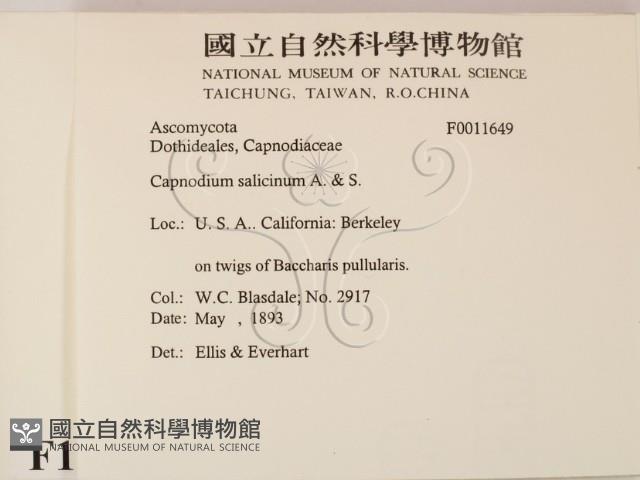 國立自然科學博物館
NATIONAL MUSEUM OF NATURAL SCIENCE
TAICHUNG, TAIWAN, R.O.CHINA
Ascomycota F0011649
Dothideales, Capnodiaceae
Capnodium salicinum A. & S.
Loc.: U. S. A.. California: Berkeley
on twigs of Baccharis pullularis.
Col.: W.C. Blasdale; No. 2917
Date: May , 1893
Det.: Ellis & Everhart
國立自然科學博物館
NATIONAL MUSEUM OF NATURAL SCIENCE
F1